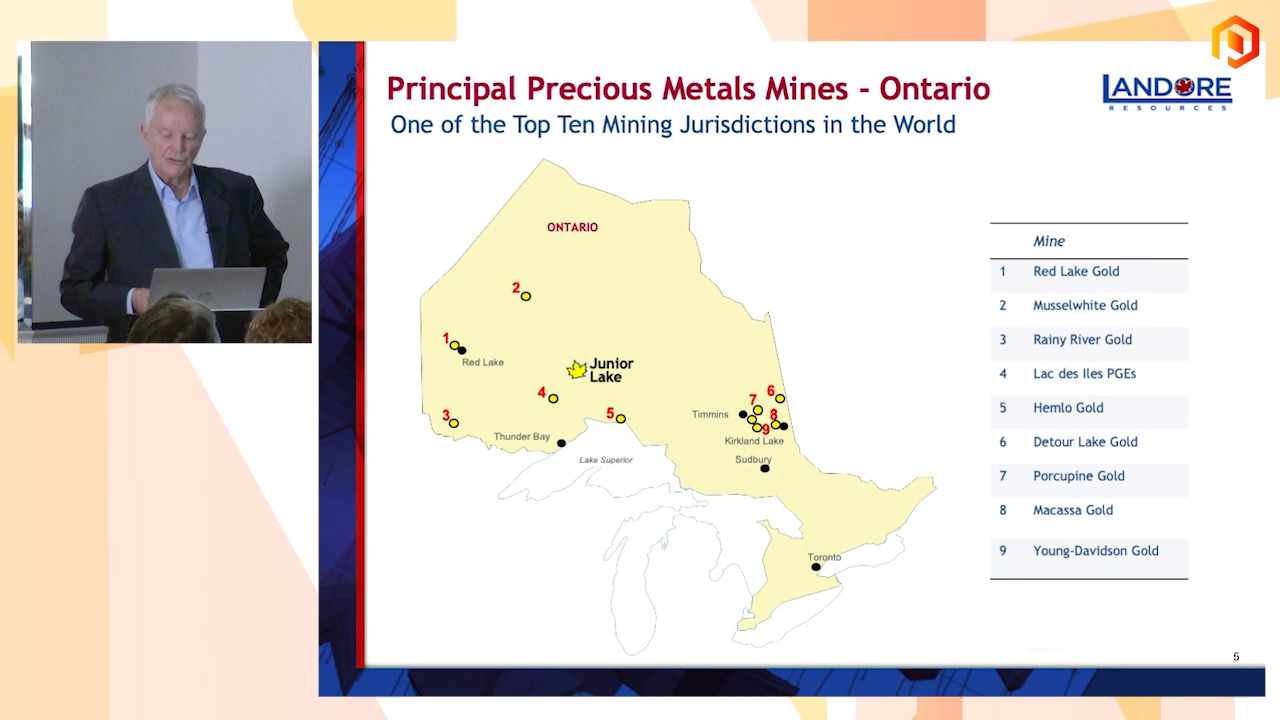 Principal Precious Metals Mines - Ontario
One of the Top Ten Mining Jurisdictions in the World
LANDORE
RESOURCES
ONTARIO
2
1
Red Lake
Junior
Lake
4
3
5
Thunder Bay
Lake Superior
6
7
8
9
Timmins
Kirkland Lake
Sudbury
Toronto
Mine
1 Red Lake Gold
2 Musselwhite Gold
3 Rainy River Gold
4 Lac des Iles PGEs
5 Hemlo Gold
6 Detour Lake Gold
7 Porcupine Gold
8 Macassa Gold
9 Young-Davidson Gold
5